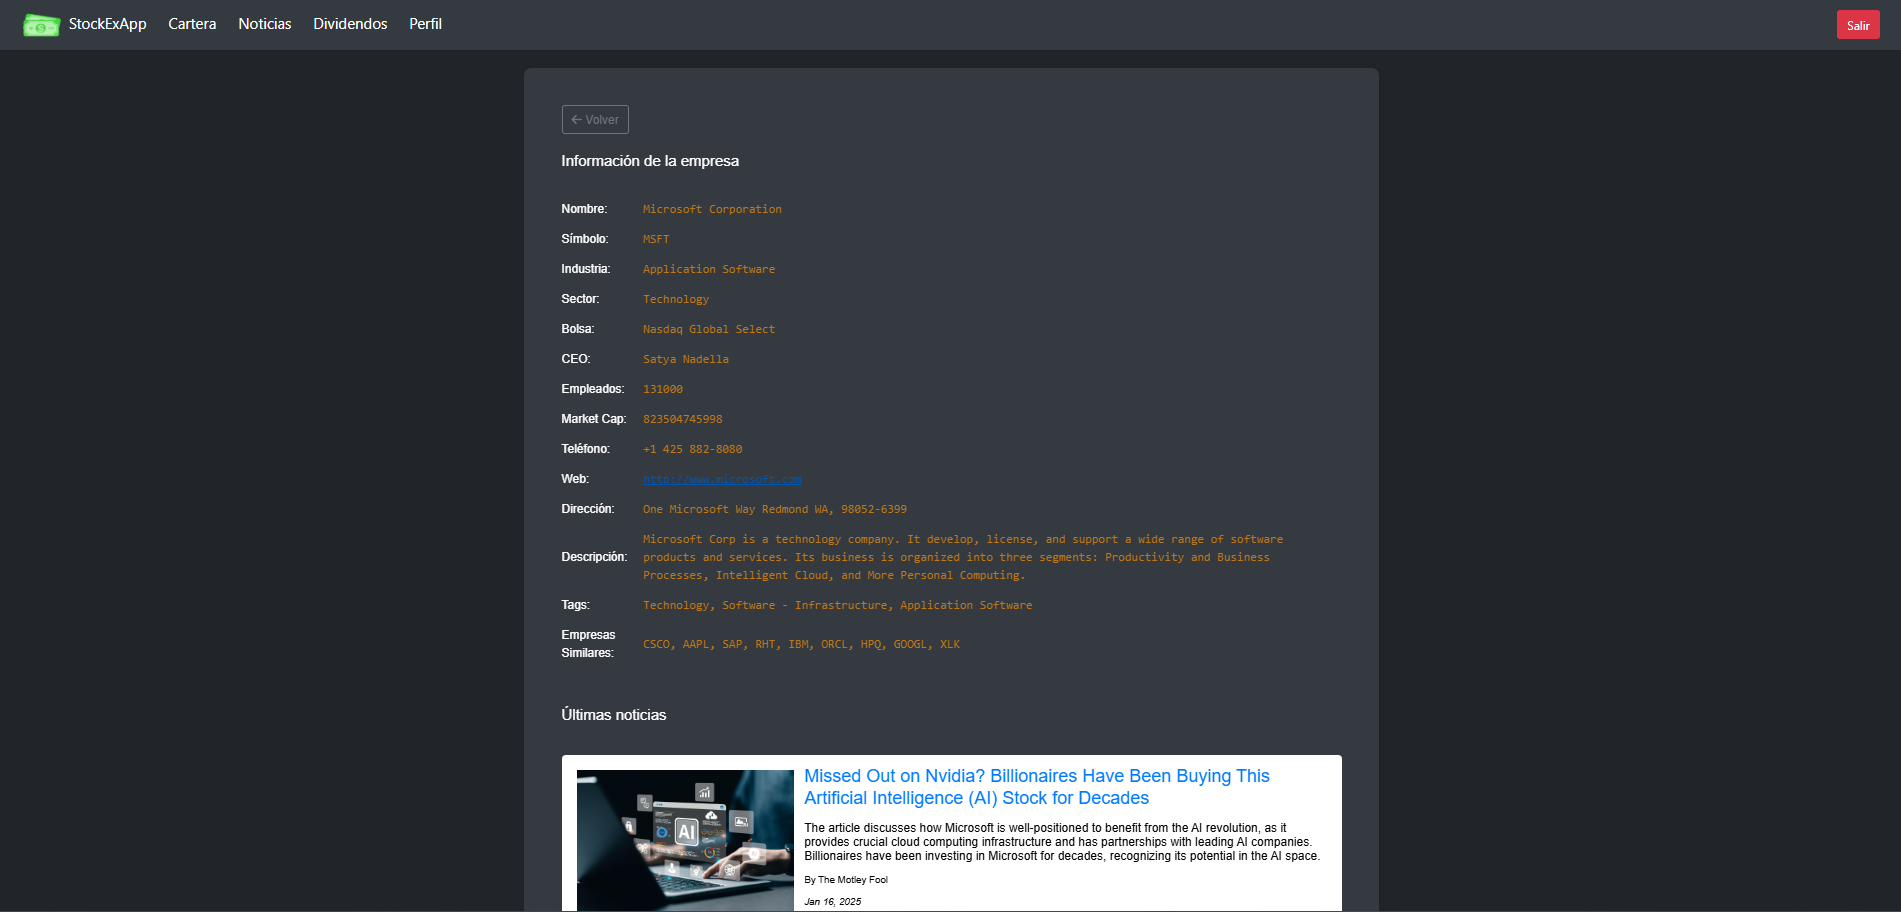 StockExApp Cartera Noticias Dividendos Perfil Salir
← Volver
Información de la empresa
Nombre: Microsoft Corporation
Símbolo: MSFT
Industria: Application Software
Sector: Technology
Bolsa: Nasdaq Global Select
CEO: Satya Nadella
Empleados: 131000
Market Cap: 823504745998
Teléfono: +1 425 882-8080
Web: http://www.microsoft.com
Dirección: One Microsoft Way Redmond WA, 98052-6399
Descripción: Microsoft Corp is a technology company. It develop, license, and support a wide range of software
products and services. Its business is organized into three segments: Productivity and Business
Processes, Intelligent Cloud, and More Personal Computing.
Tags: Technology, Software - Infrastructure, Application Software
Empresas
Similares: CSCO, AAPL, SAP, RHT, IBM, ORCL, HPQ, GOOGL, XLK
Últimas noticias
AI
Missed Out on Nvidia? Billionaires Have Been Buying This
Artificial Intelligence (AI) Stock for Decades
The article discusses how Microsoft is well-positioned to benefit from the AI revolution, as it
provides crucial cloud computing infrastructure and has partnerships with leading AI companies.
Billionaires have been investing in Microsoft for decades, recognizing its potential in the AI space.
By The Motley Fool
Jan 16, 2025